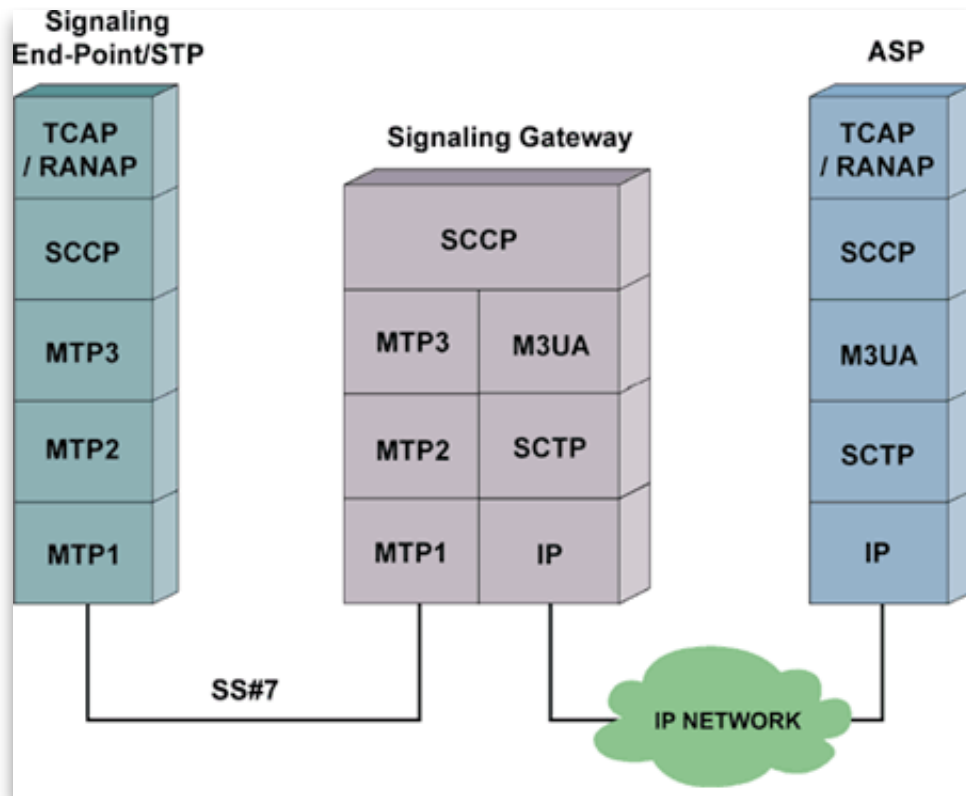 Signaling
End-Point/STP
TCAP
/ RANAP
SCCP
MTP3
MTP2
MTP1
SS#7
Signaling Gateway
SCCP
MTP3
M3UA
MTP2
SCTP
MTP1
IP
IP NETWORK
ASP
TCAP
/ RANAP
SCCP
M3UA
SCTP
IP